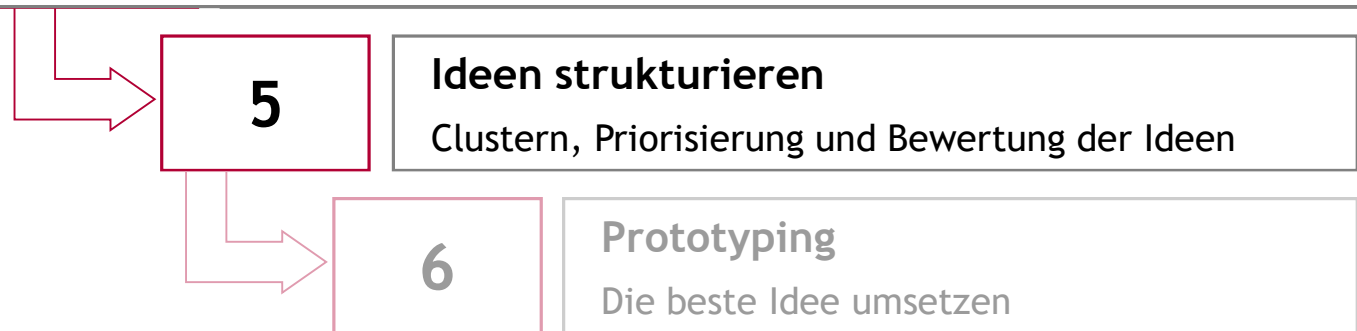 5
Ideen strukturieren
Clustern, Priorisierung und Bewertung der Ideen
6
Prototyping
Die beste Idee umsetzen